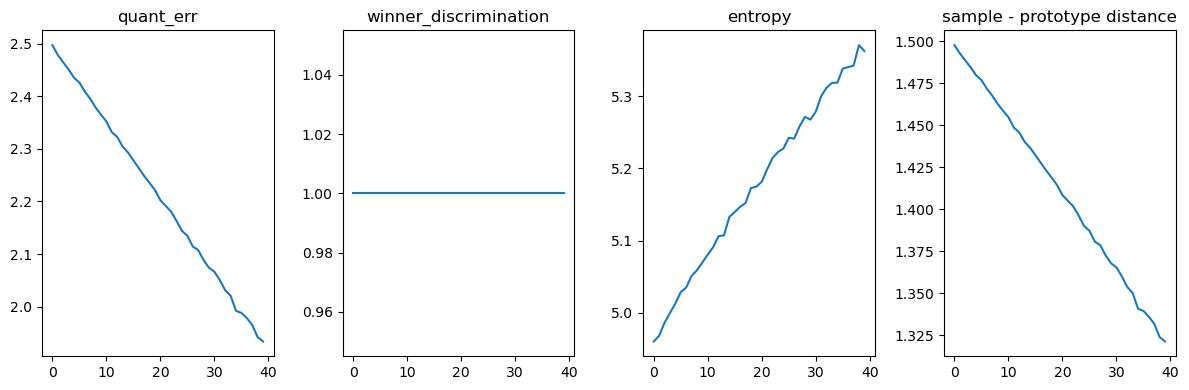 quant_err
2.5
2.4
2.3
2.2
2.1
2.0
0 10 20 30 40
winner_discrimination
1.04
1.02
1.00
0.98
0.96
0 10 20 30 40
entropy
5.3
5.2
5.1
5.0
0 10 20 30 40
sample - prototype distance
1.500
1.475
1.450
1.425
1.400
1.375
1.350
1.325
0 10 20 30 40